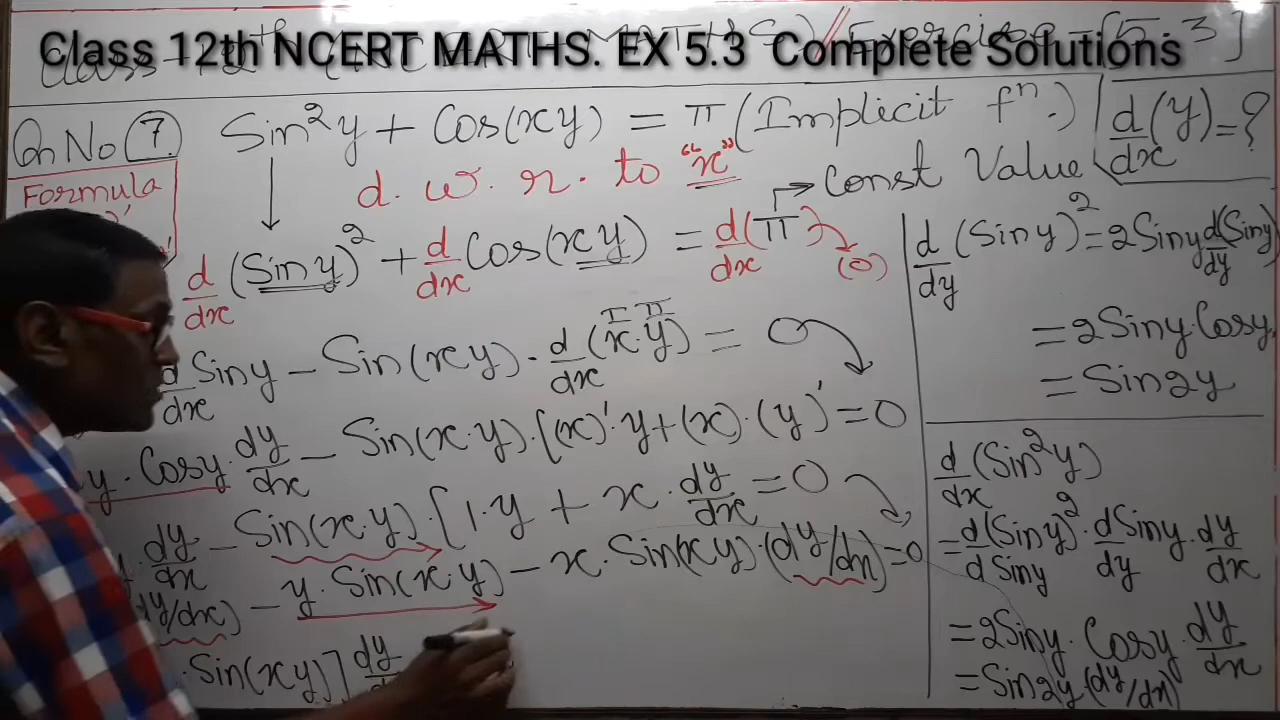 Class 12th NCERT MATHS. EX 5.3 Complete Solutions
Qn No (7) Sin²y + Cos(xy) = π (Implicit fⁿ.) d/dx (y) = ?
Formula
d. w. r. to "x"
Const Value
d/dx (Siny)² + d/dx Cos(xy) = d/dx (π) (0)
d/dx Siny – Sin(xy) · d/dx (x·y) = 0
I II
y · Cosy · dy/dx – Sin(x·y) · [(x)' · y + (x) · (y)' = 0
dy/dx – Sin(x·y) · [1·y + x · dy/dx = 0
dy/dx) – y · Sin(x·y) – x · Sin(xy) · (dy/dx) = 0
· Sin(xy)] dy
d/dy (Siny)² = 2Siny d(Siny)/dy
= 2Siny·Cosy
= Sin2y
d/dx (Sin²y)
= d(Siny)²/d Siny · dSiny/dy · dy/dx
= 2Siny · Cosy · dy/dx
= Sin2y (dy/dx)